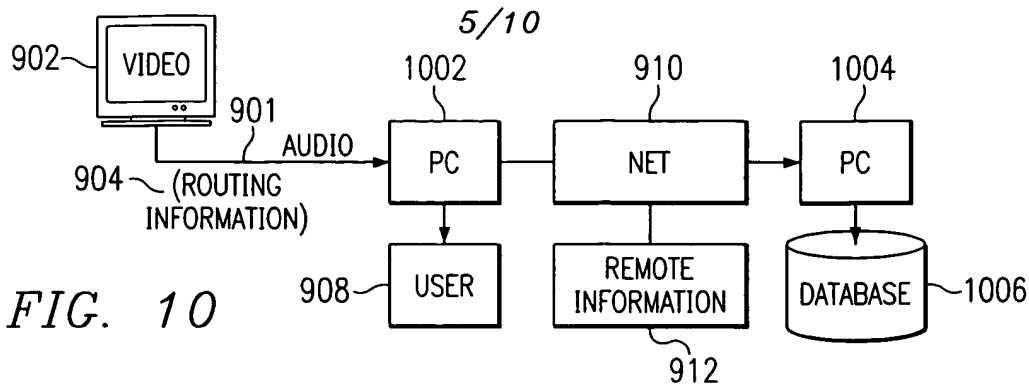 5/10
902
VIDEO
1002
910
1004
901
AUDIO
PC
NET
PC
904
(ROUTING
INFORMATION)
908
USER
REMOTE
INFORMATION
DATABASE
1006
912
FIG. 10